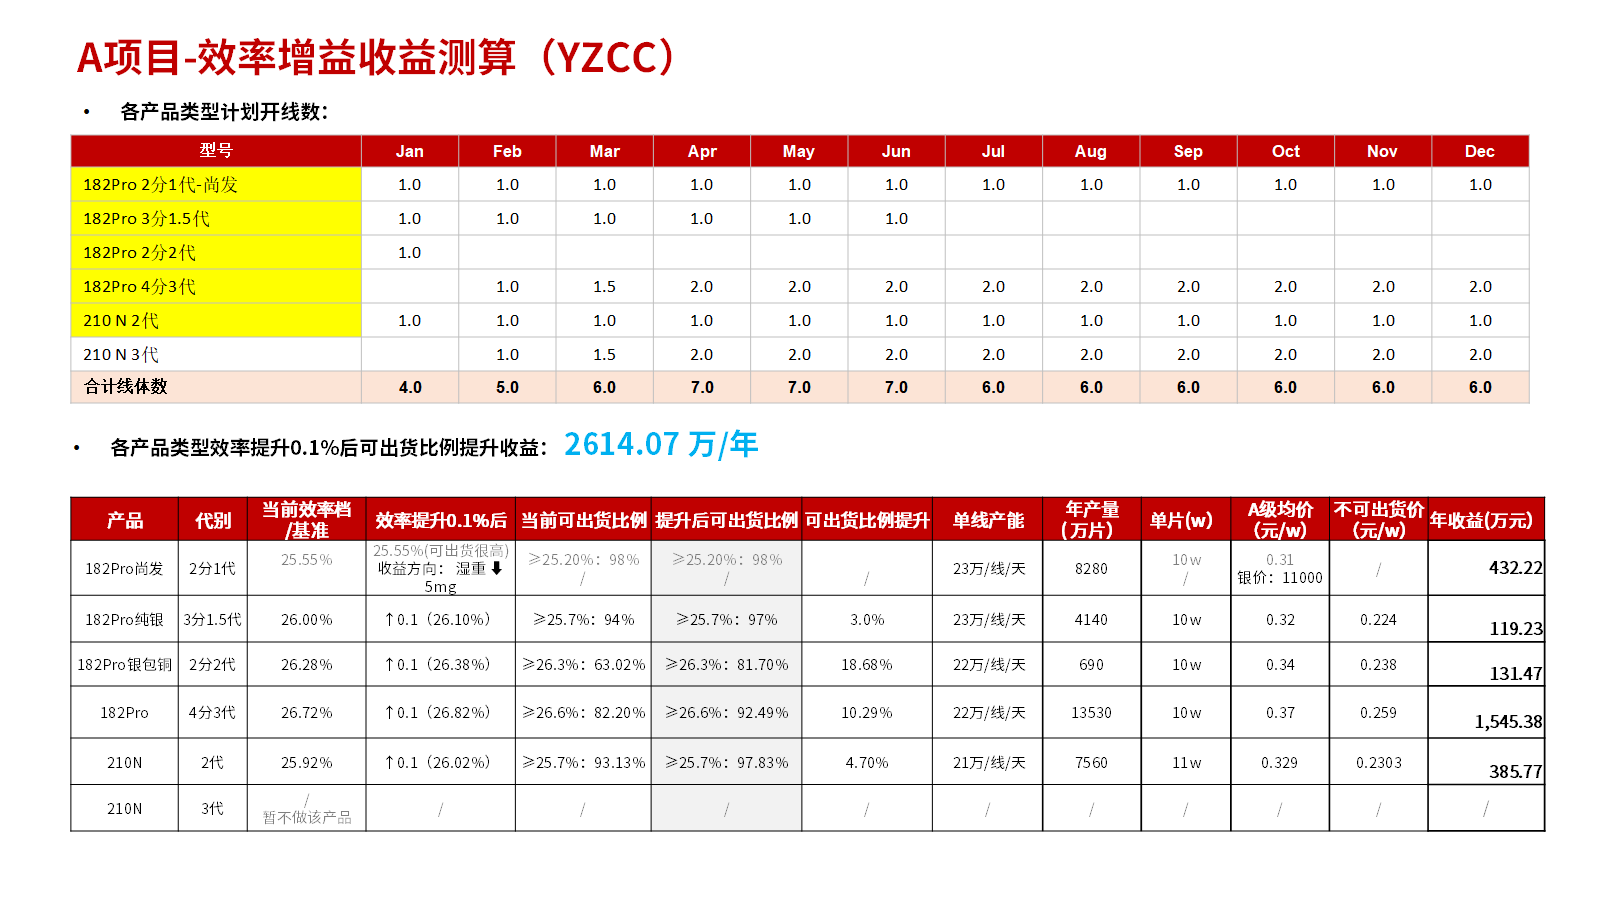 A项目-效率增益收益测算（YZCC）
• 各产品类型计划开线数：
型号 Jan Feb Mar Apr May Jun Jul Aug Sep Oct Nov Dec
182Pro 2分1代-尚发 1.0 1.0 1.0 1.0 1.0 1.0 1.0 1.0 1.0 1.0 1.0 1.0
182Pro 3分1.5代 1.0 1.0 1.0 1.0 1.0 1.0
182Pro 2分2代 1.0
182Pro 4分3代 1.0 1.5 2.0 2.0 2.0 2.0 2.0 2.0 2.0 2.0 2.0
210 N 2代 1.0 1.0 1.0 1.0 1.0 1.0 1.0 1.0 1.0 1.0 1.0 1.0
210 N 3代 1.0 1.5 2.0 2.0 2.0 2.0 2.0 2.0 2.0 2.0 2.0
合计线体数 4.0 5.0 6.0 7.0 7.0 7.0 6.0 6.0 6.0 6.0 6.0 6.0
• 各产品类型效率提升0.1%后可出货比例提升收益： 2614.07 万/年
产品 代别 当前效率档/基准 效率提升0.1%后 当前可出货比例 提升后可出货比例 可出货比例提升 单线产能 年产量（万片） 单片(w） A级均价（元/w） 不可出货价（元/w） 年收益(万元）
182Pro尚发 2分1代 25.55% 25.55%(可出货很高) 收益方向： 湿重⬇5mg ≥25.20%：98% / ≥25.20%：98% / / 23万/线/天 8280 10w / 0.31 银价：11000 / 432.22
182Pro纯银 3分1.5代 26.00% ↑0.1（26.10%） ≥25.7%：94% ≥25.7%：97% 3.0% 23万/线/天 4140 10w 0.32 0.224 119.23
182Pro银包铜 2分2代 26.28% ↑0.1（26.38%） ≥26.3%：63.02% ≥26.3%：81.70% 18.68% 22万/线/天 690 10w 0.34 0.238 131.47
182Pro 4分3代 26.72% ↑0.1（26.82%） ≥26.6%：82.20% ≥26.6%：92.49% 10.29% 22万/线/天 13530 10w 0.37 0.259 1,545.38
210N 2代 25.92% ↑0.1（26.02%） ≥25.7%：93.13% ≥25.7%：97.83% 4.70% 21万/线/天 7560 11w 0.329 0.2303 385.77
210N 3代 / 暂不做该产品 / / / / / / / / / /